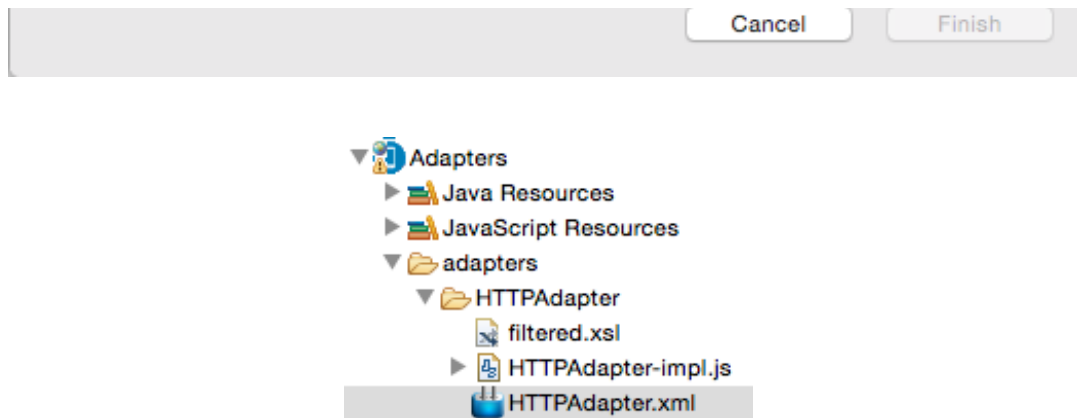 Cancel Finish
Adapters
Java Resources
JavaScript Resources
adapters
HTTPAdapter
filtered.xsl
HTTPAdapter-impl.js
HTTPAdapter.xml